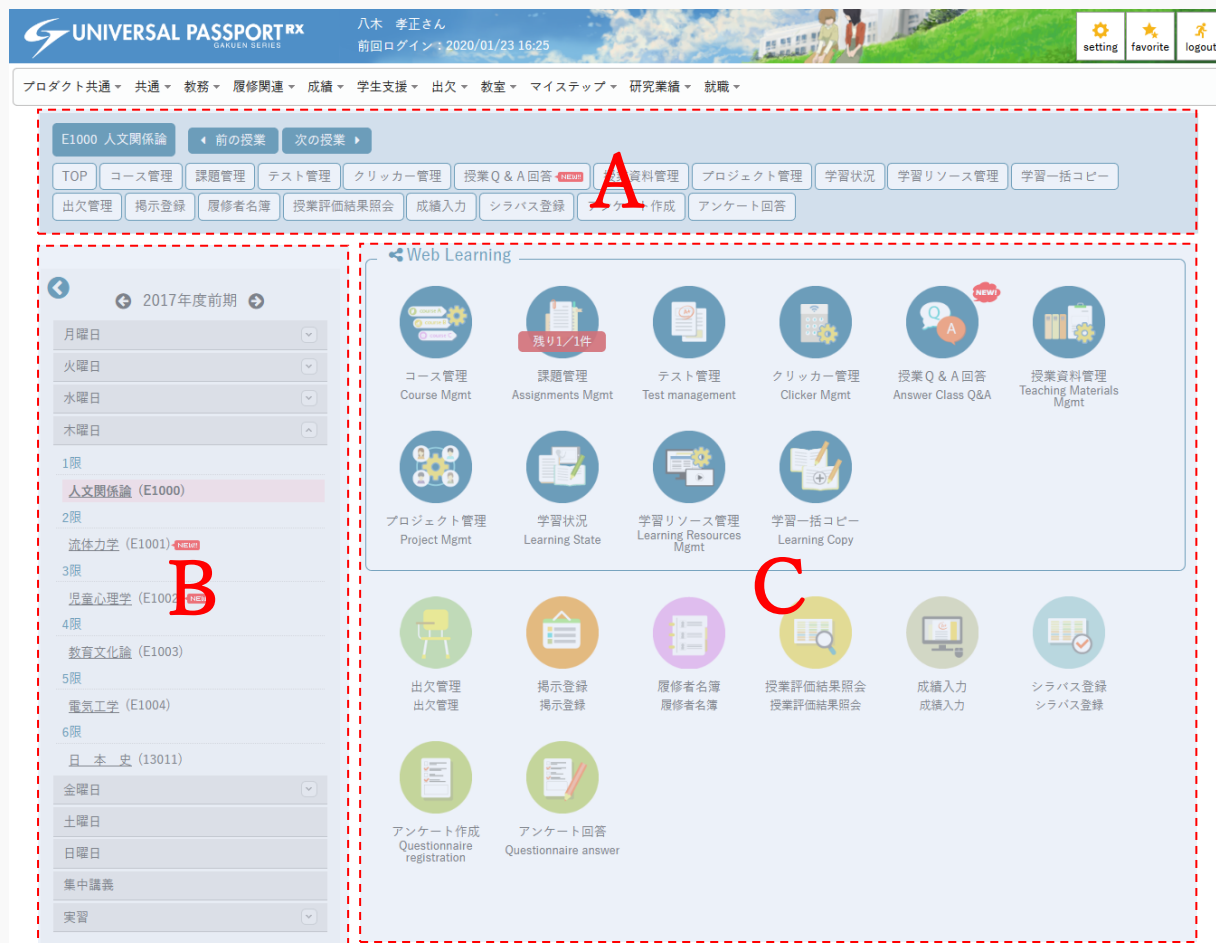 UNIVERSAL PASSPORT RX
GAKUEN SERIES
八木　孝正さん
前回ログイン：2020/01/23 16:25
setting favorite logout
プロダクト共通 共通 教務 履修関連 成績 学生支援 出欠 教室 マイステップ 研究業績 就職
E1000 人文関係論 前の授業 次の授業
TOP コース管理 課題管理 テスト管理 クリッカー管理 授業Q＆A回答 NEW!! 授業資料管理 プロジェクト管理 学習状況 学習リソース管理 学習一括コピー
出欠管理 掲示登録 履修者名簿 授業評価結果照会 成績入力 シラバス登録 アンケート作成 アンケート回答
A
2017年度前期
月曜日
火曜日
水曜日
木曜日
1限
人文関係論 (E1000)
2限
流体力学 (E1001) NEW!
3限
児童心理学 (E1002 NEW
4限
教育文化論 (E1003)
5限
電気工学 (E1004)
6限
日　本　史 (13011)
金曜日
土曜日
日曜日
集中講義
実習
B
Web Learning
残り1／1件
Q
A
NEW!
コース管理 課題管理 テスト管理 クリッカー管理 授業Q＆A回答 授業資料管理
Course Mgmt Assignments Mgmt Test management Clicker Mgmt Answer Class Q&A Teaching Materials Mgmt
プロジェクト管理 学習状況 学習リソース管理 学習一括コピー
Project Mgmt Learning State Learning Resources Mgmt Learning Copy
C
出欠管理 掲示登録 履修者名簿 授業評価結果照会 成績入力 シラバス登録
出欠管理 掲示登録 履修者名簿 授業評価結果照会 成績入力 シラバス登録
アンケート作成 アンケート回答
Questionnaire registration Questionnaire answer